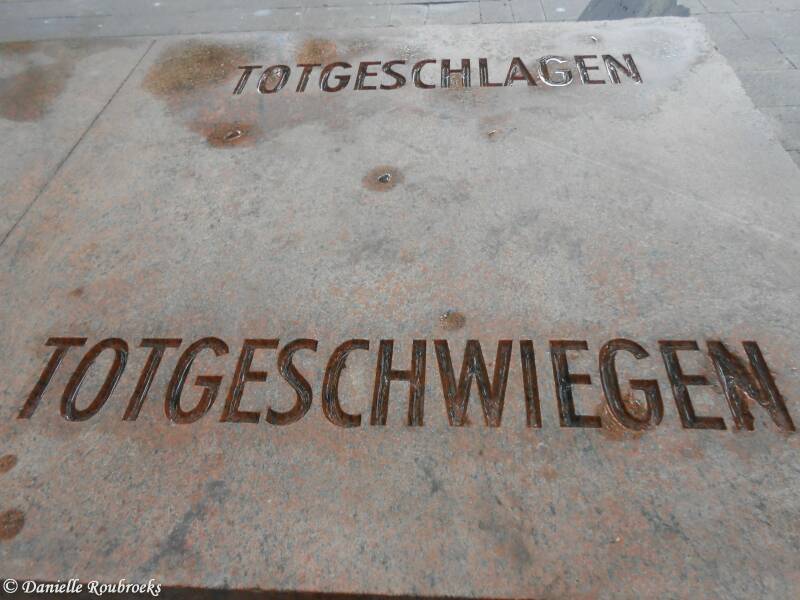 TOTGESCHLAGEN
TOTGESCHWIEGEN
© Danielle Roubroeks